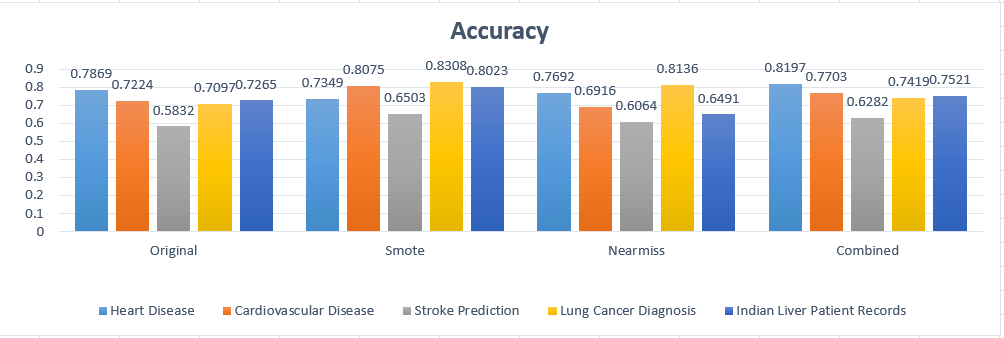 Accuracy
0.9
0.8
0.7
0.6
0.5
0.4
0.3
0.2
0.1
0
0.7869 0.7224 0.5832 0.7097 0.7265
0.7349 0.8075 0.6503 0.8308 0.8023
0.7692 0.6916 0.6064 0.8136 0.6491
0.8197 0.7703 0.6282 0.7419 0.7521
Original Smote Nearmiss Combined
Heart Disease Cardiovascular Disease Stroke Prediction Lung Cancer Diagnosis Indian Liver Patient Records